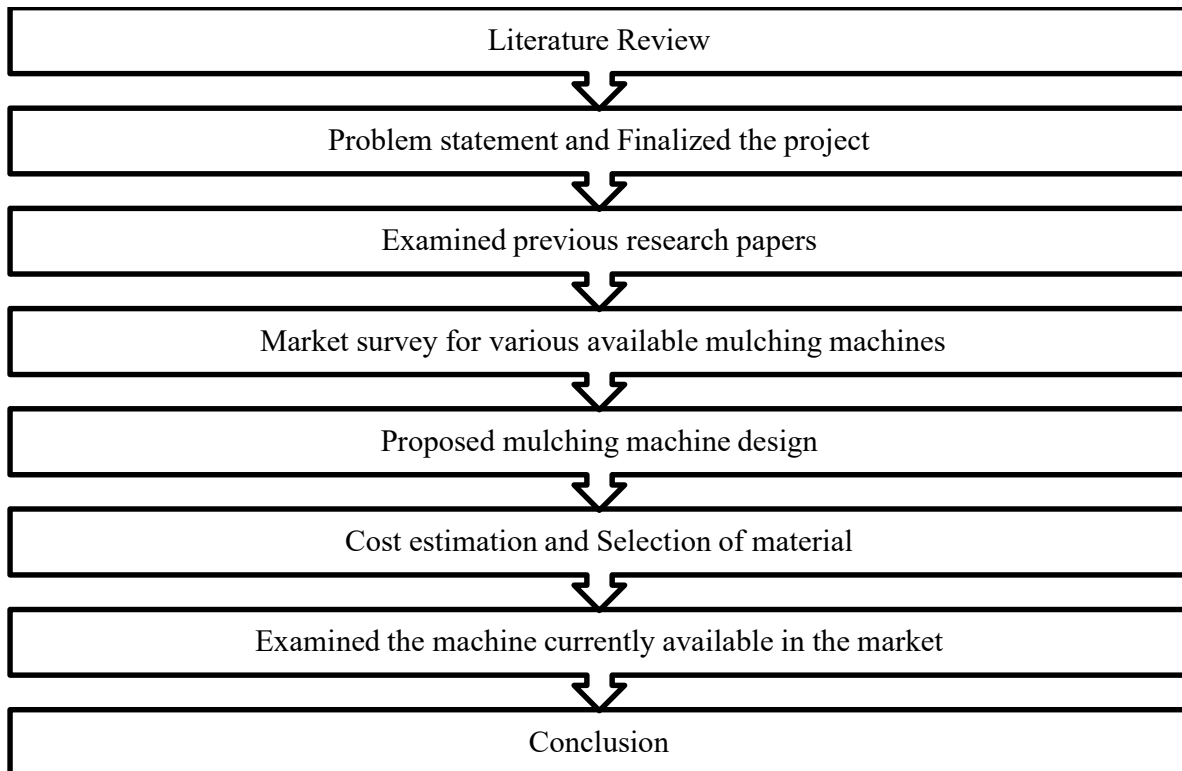 Literature Review
Problem statement and Finalized the project
Examined previous research papers
Market survey for various available mulching machines
Proposed mulching machine design
Cost estimation and Selection of material
Examined the machine currently available in the market
Conclusion